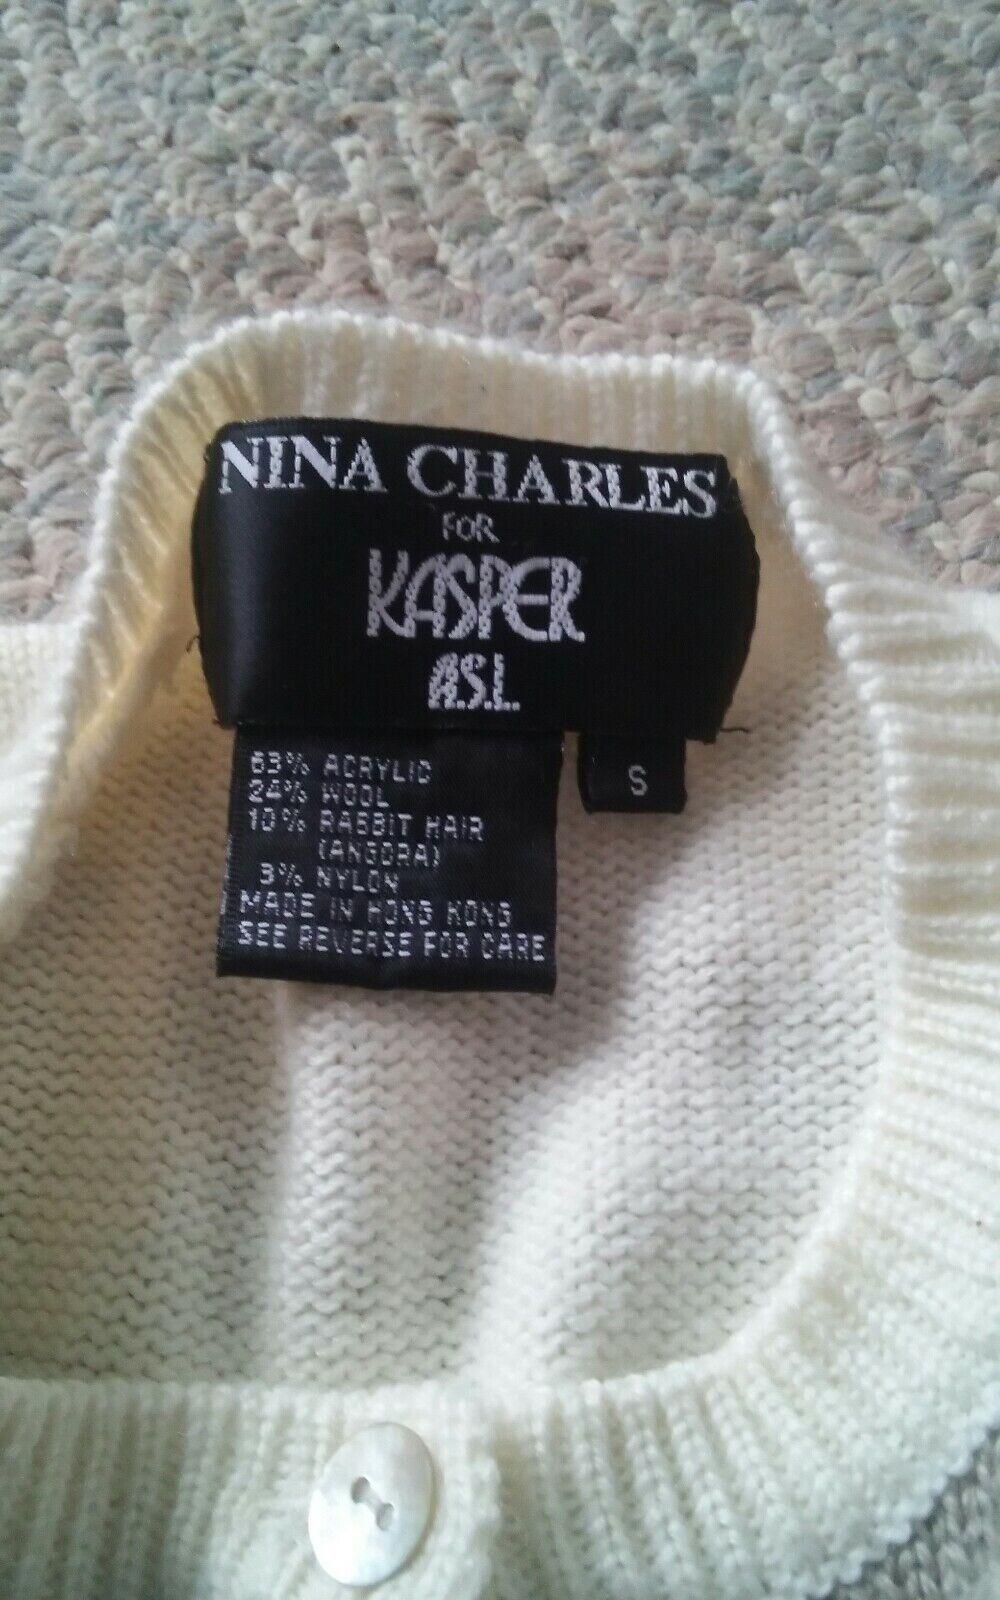 NINA CHARLES
FOR
KASPER
A.S.L.
S
63% ACRYLIC
24% WOOL
10% RABBIT HAIR
(ANGORA)
3% NYLON
MADE IN HONG KONG
SEE REVERSE FOR CARE